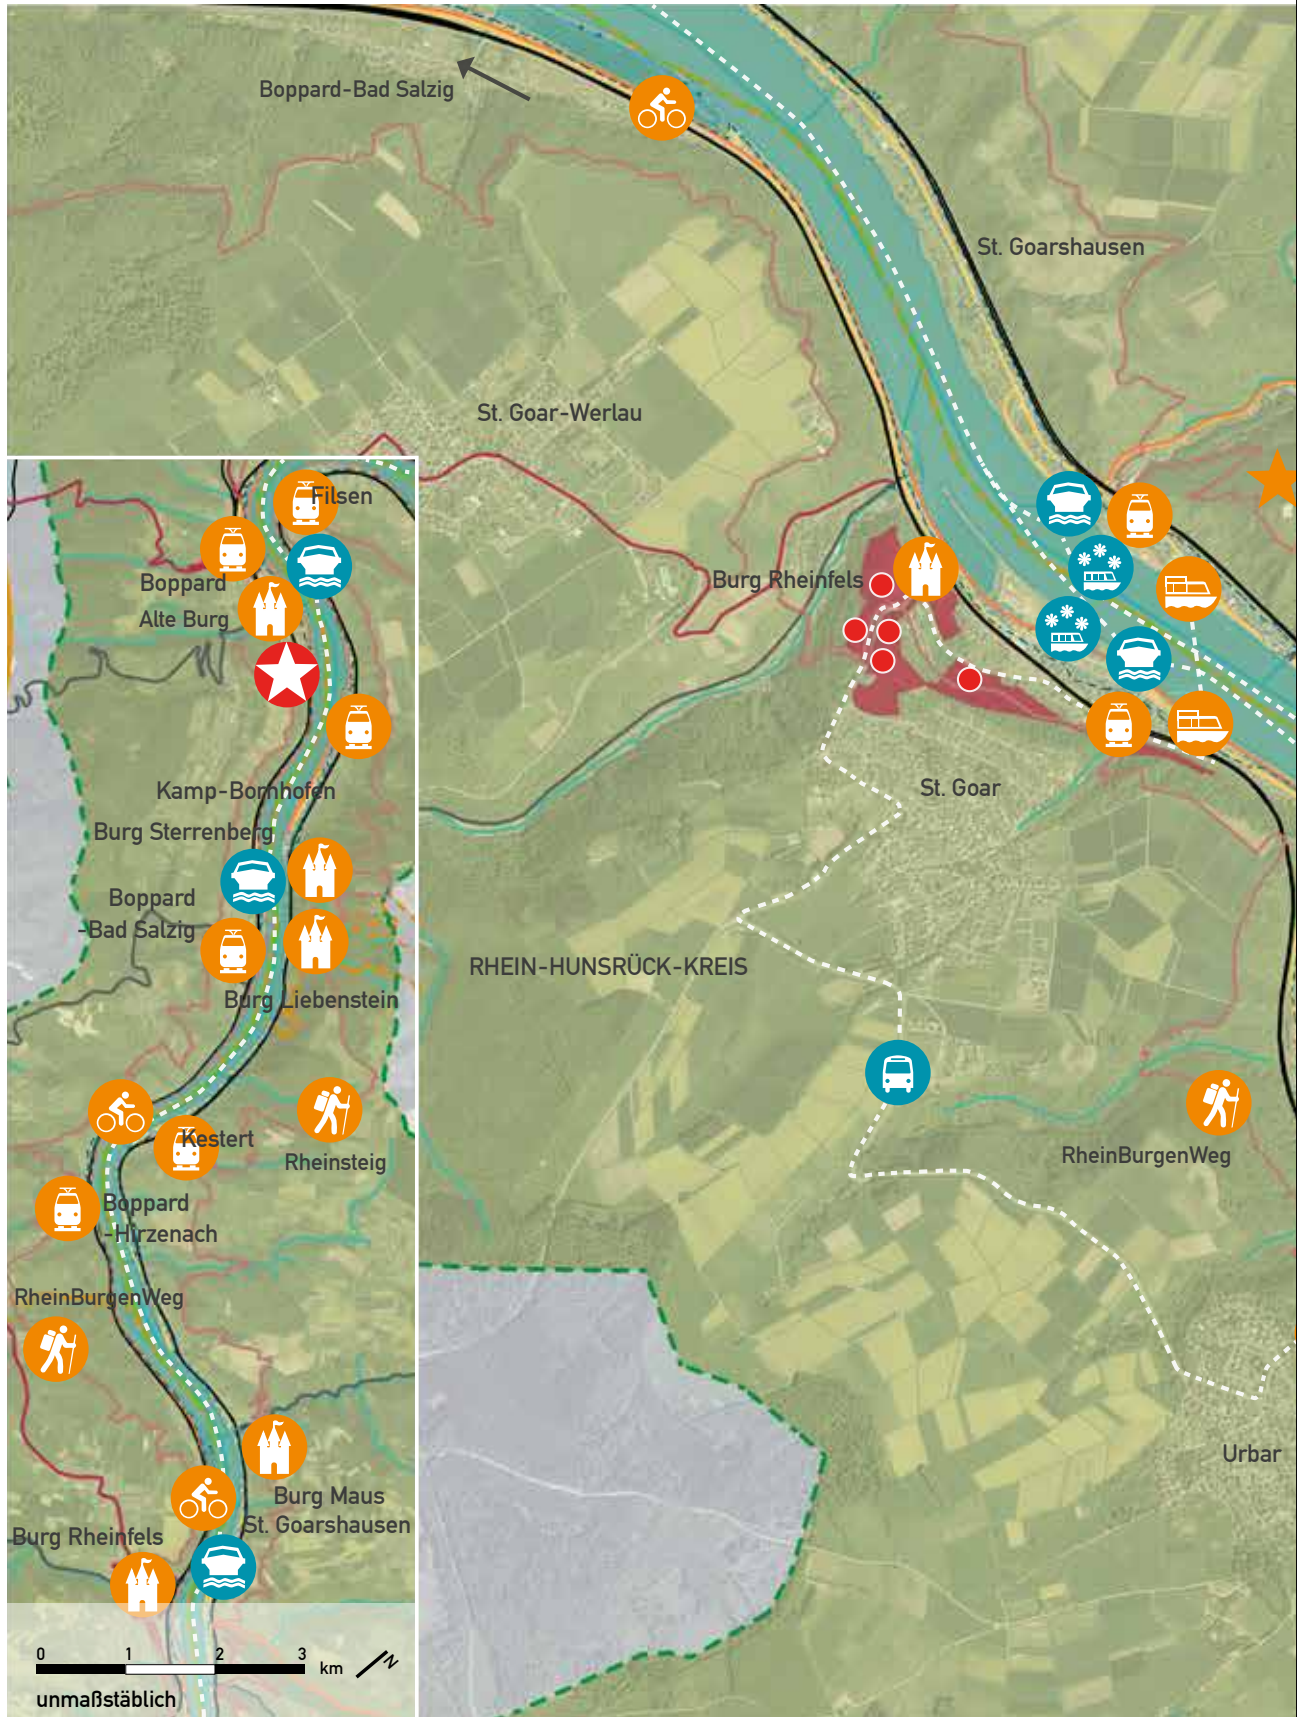 Boppard-Bad Salzig
St. Goarshausen
St. Goar-Werlau
Burg Rheinfels
St. Goar
RHEIN-HUNSRÜCK-KREIS
RheinBurgenWeg
Urbar
Filsen
Boppard
Alte Burg
Kamp-Bornhofen
Burg Sterrenberg
Boppard
-Bad Salzig
Burg Liebenstein
Kestert
Rheinsteig
Boppard
-Hirzenach
RheinBurgenWeg
Burg Maus
St. Goarshausen
Burg Rheinfels
0 1 2 3
km N
unmaßstäblich